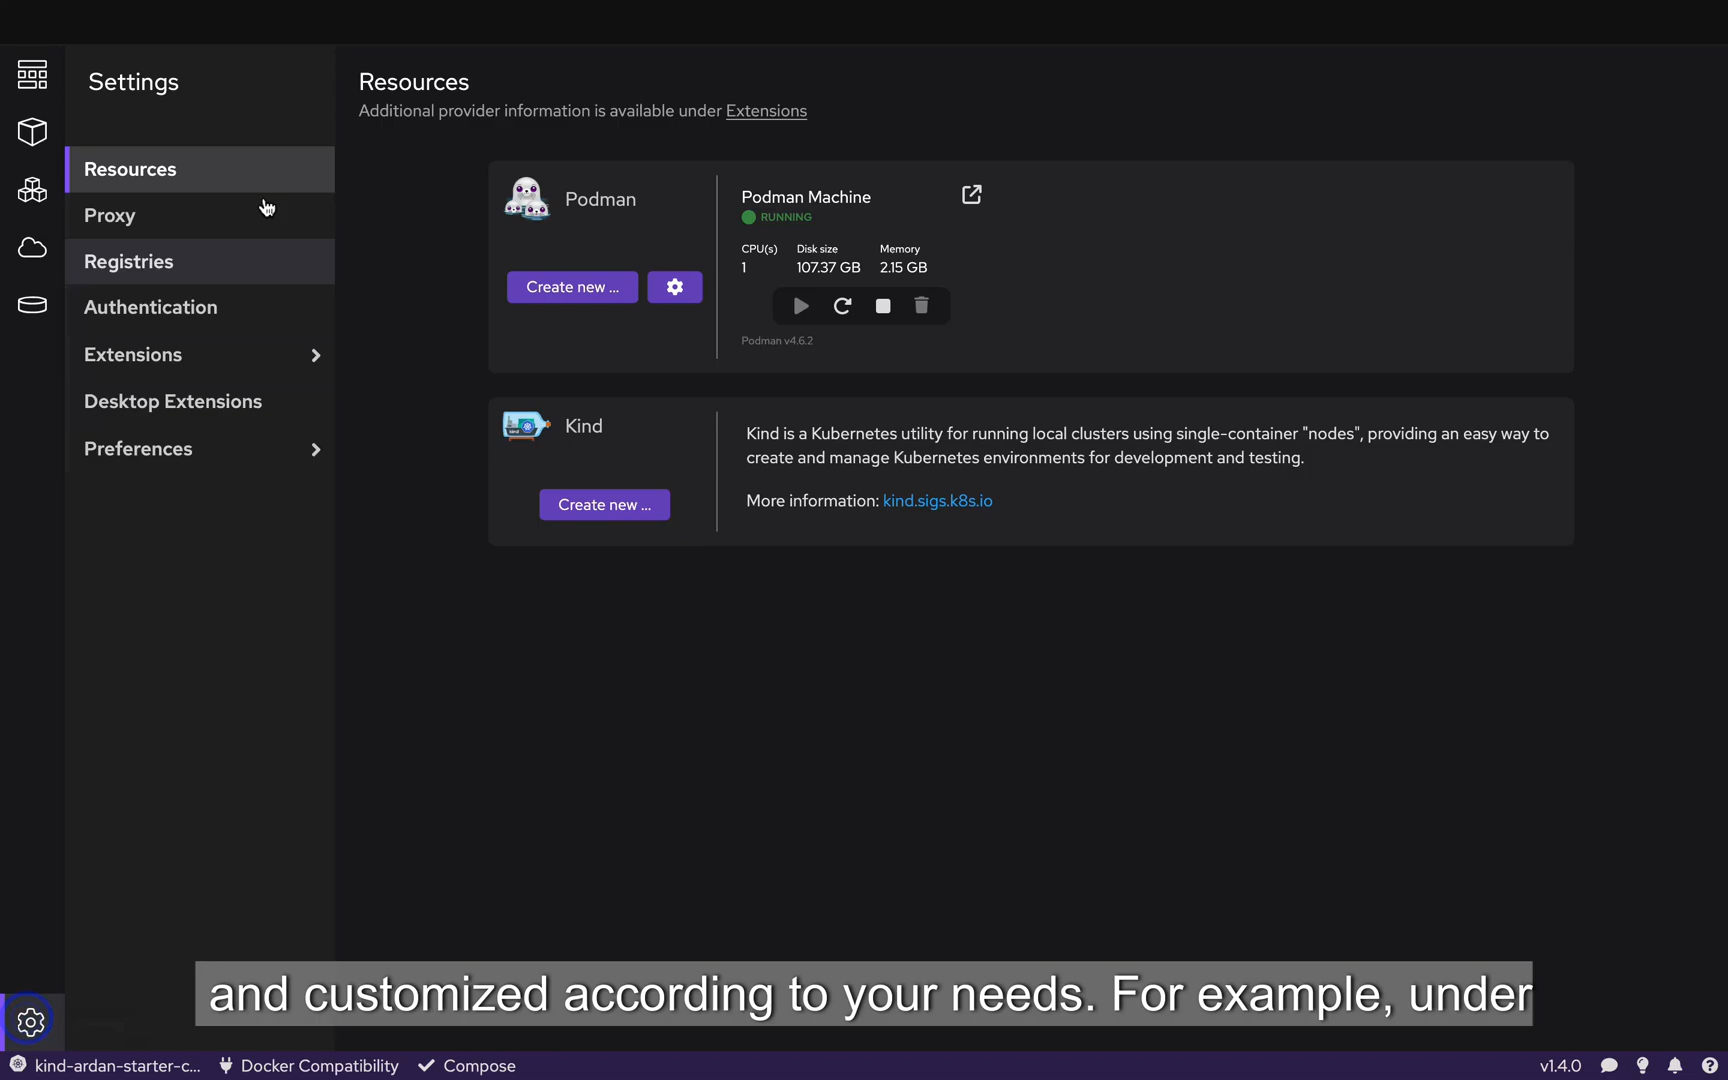 Settings
Resources
Proxy
Registries
Authentication
Extensions
Desktop Extensions
Preferences
Resources
Additional provider information is available under Extensions
Podman
Create new ...
Podman Machine
RUNNING
CPU(s) Disk size Memory
1 107.37 GB 2.15 GB
Podman v4.6.2
Kind
Create new ...
Kind is a Kubernetes utility for running local clusters using single-container "nodes", providing an easy way to
create and manage Kubernetes environments for development and testing.
More information: kind.sigs.k8s.io
and customized according to your needs. For example, under
kind-ardan-starter-c... Docker Compatibility Compose v1.4.0